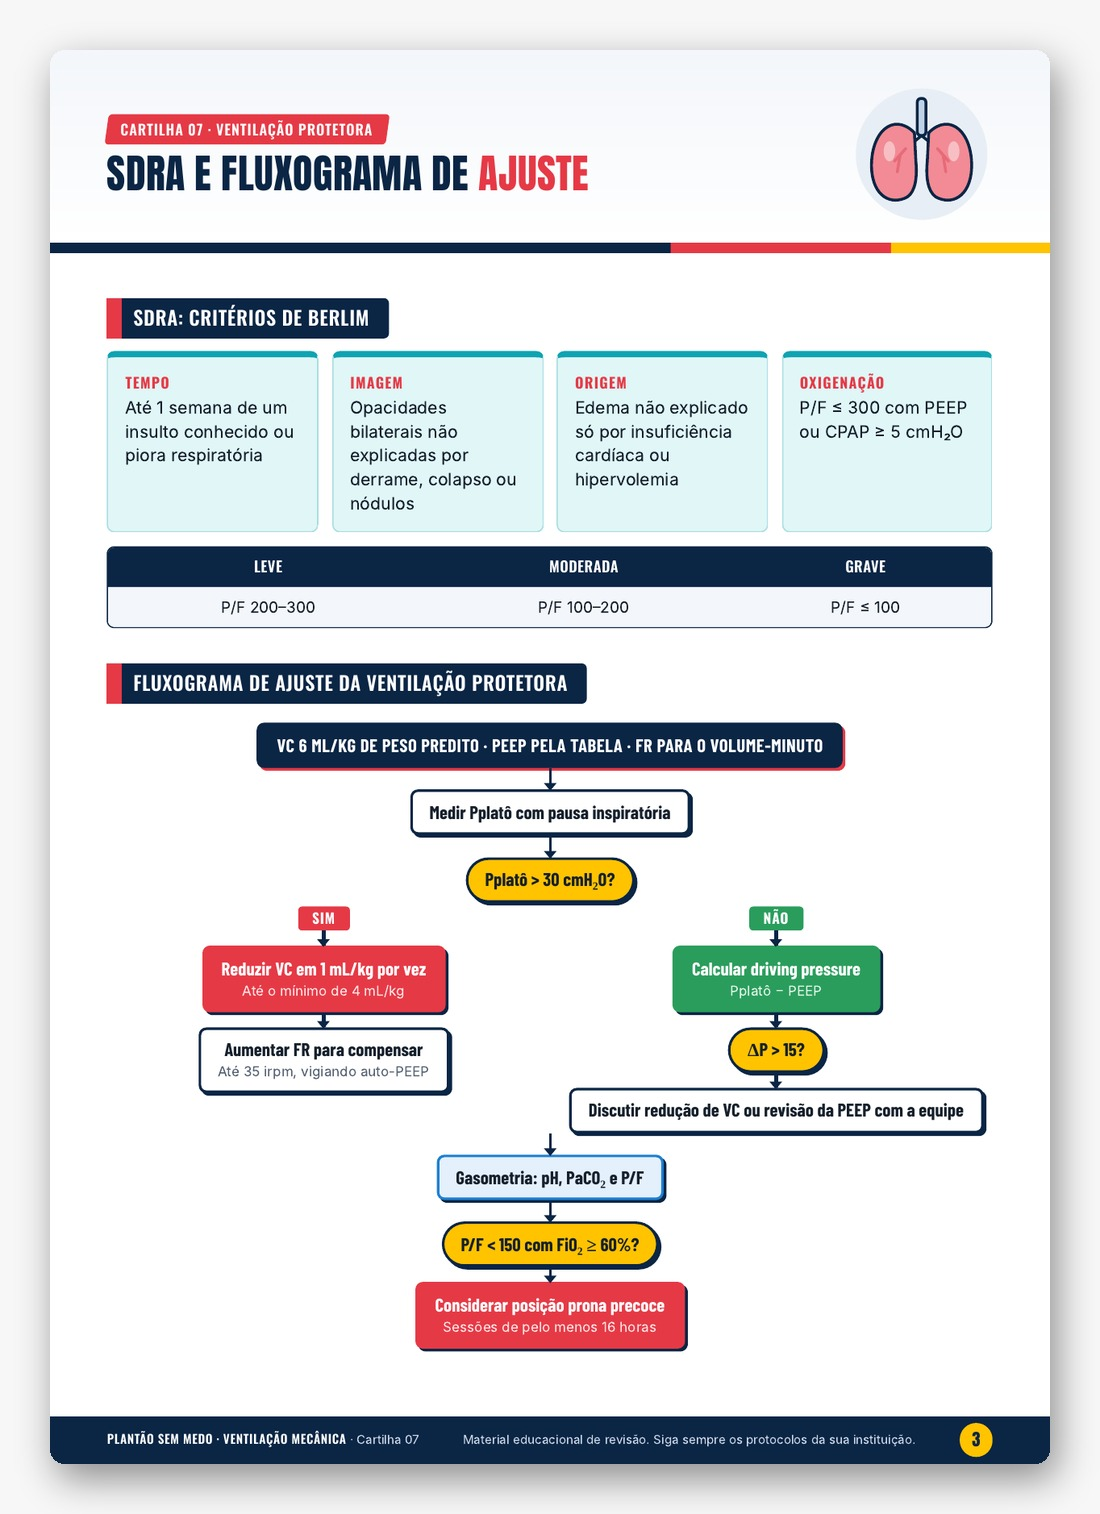 CARTILHA 07 · VENTILAÇÃO PROTETORA
SDRA E FLUXOGRAMA DE AJUSTE
SDRA: CRITÉRIOS DE BERLIM
TEMPO
Até 1 semana de um
insulto conhecido ou
piora respiratória
IMAGEM
Opacidades
bilaterais não
explicadas por
derrame, colapso ou
nódulos
ORIGEM
Edema não explicado
só por insuficiência
cardíaca ou
hipervolemia
OXIGENAÇÃO
P/F ≤ 300 com PEEP
ou CPAP ≥ 5 cmH₂O
LEVE MODERADA GRAVE
P/F 200–300 P/F 100–200 P/F ≤ 100
FLUXOGRAMA DE AJUSTE DA VENTILAÇÃO PROTETORA
VC 6 ML/KG DE PESO PREDITO · PEEP PELA TABELA · FR PARA O VOLUME-MINUTO
Medir Pplatô com pausa inspiratória
Pplatô > 30 cmH₂O?
SIM
Reduzir VC em 1 mL/kg por vez
Até o mínimo de 4 mL/kg
Aumentar FR para compensar
Até 35 irpm, vigiando auto-PEEP
NÃO
Calcular driving pressure
Pplatô − PEEP
ΔP > 15?
Discutir redução de VC ou revisão da PEEP com a equipe
Gasometria: pH, PaCO₂ e P/F
P/F < 150 com FiO₂ ≥ 60%?
Considerar posição prona precoce
Sessões de pelo menos 16 horas
PLANTÃO SEM MEDO · VENTILAÇÃO MECÂNICA · Cartilha 07 Material educacional de revisão. Siga sempre os protocolos da sua instituição. 3